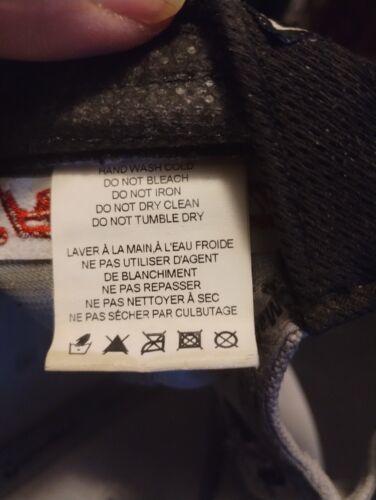 HAND WASH COLD
DO NOT BLEACH
DO NOT IRON
DO NOT DRY CLEAN
DO NOT TUMBLE DRY
LAVER À LA MAIN,À L'EAU FROIDE
NE PAS UTILISER D'AGENT
DE BLANCHIMENT
NE PAS REPASSER
NE PAS NETTOYER À SEC
NE PAS SÉCHER PAR CULBUTAGE